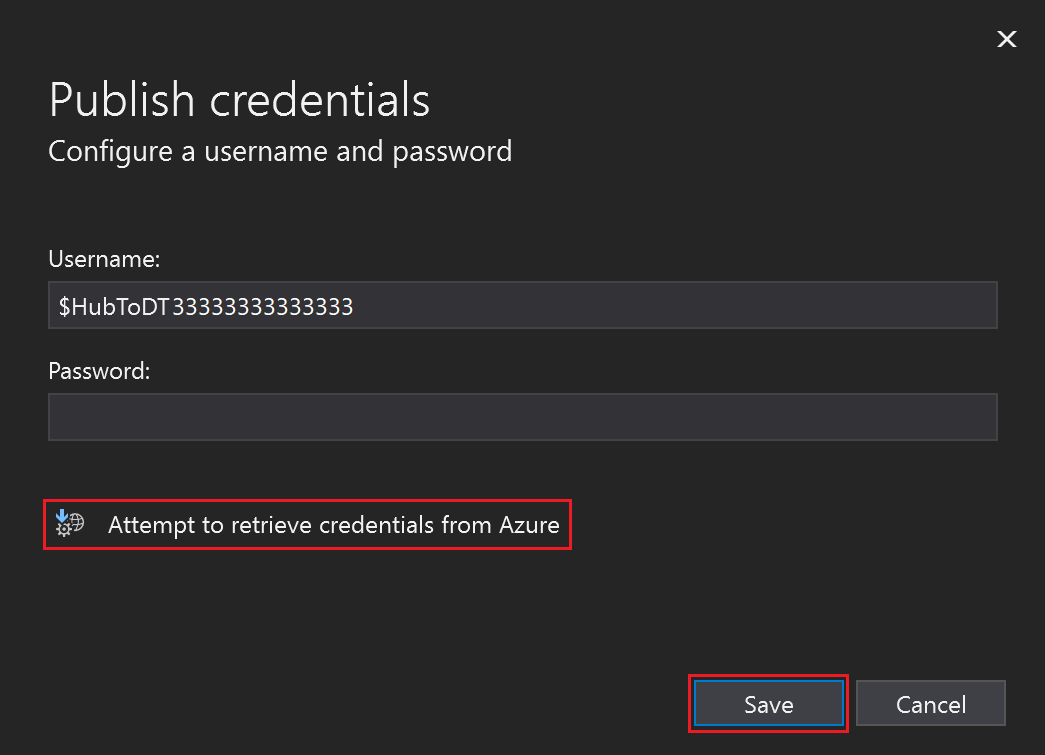 Publish credentials
Configure a username and password
Username:
$HubToDT33333333333333
Password:
Attempt to retrieve credentials from Azure
Save
Cancel